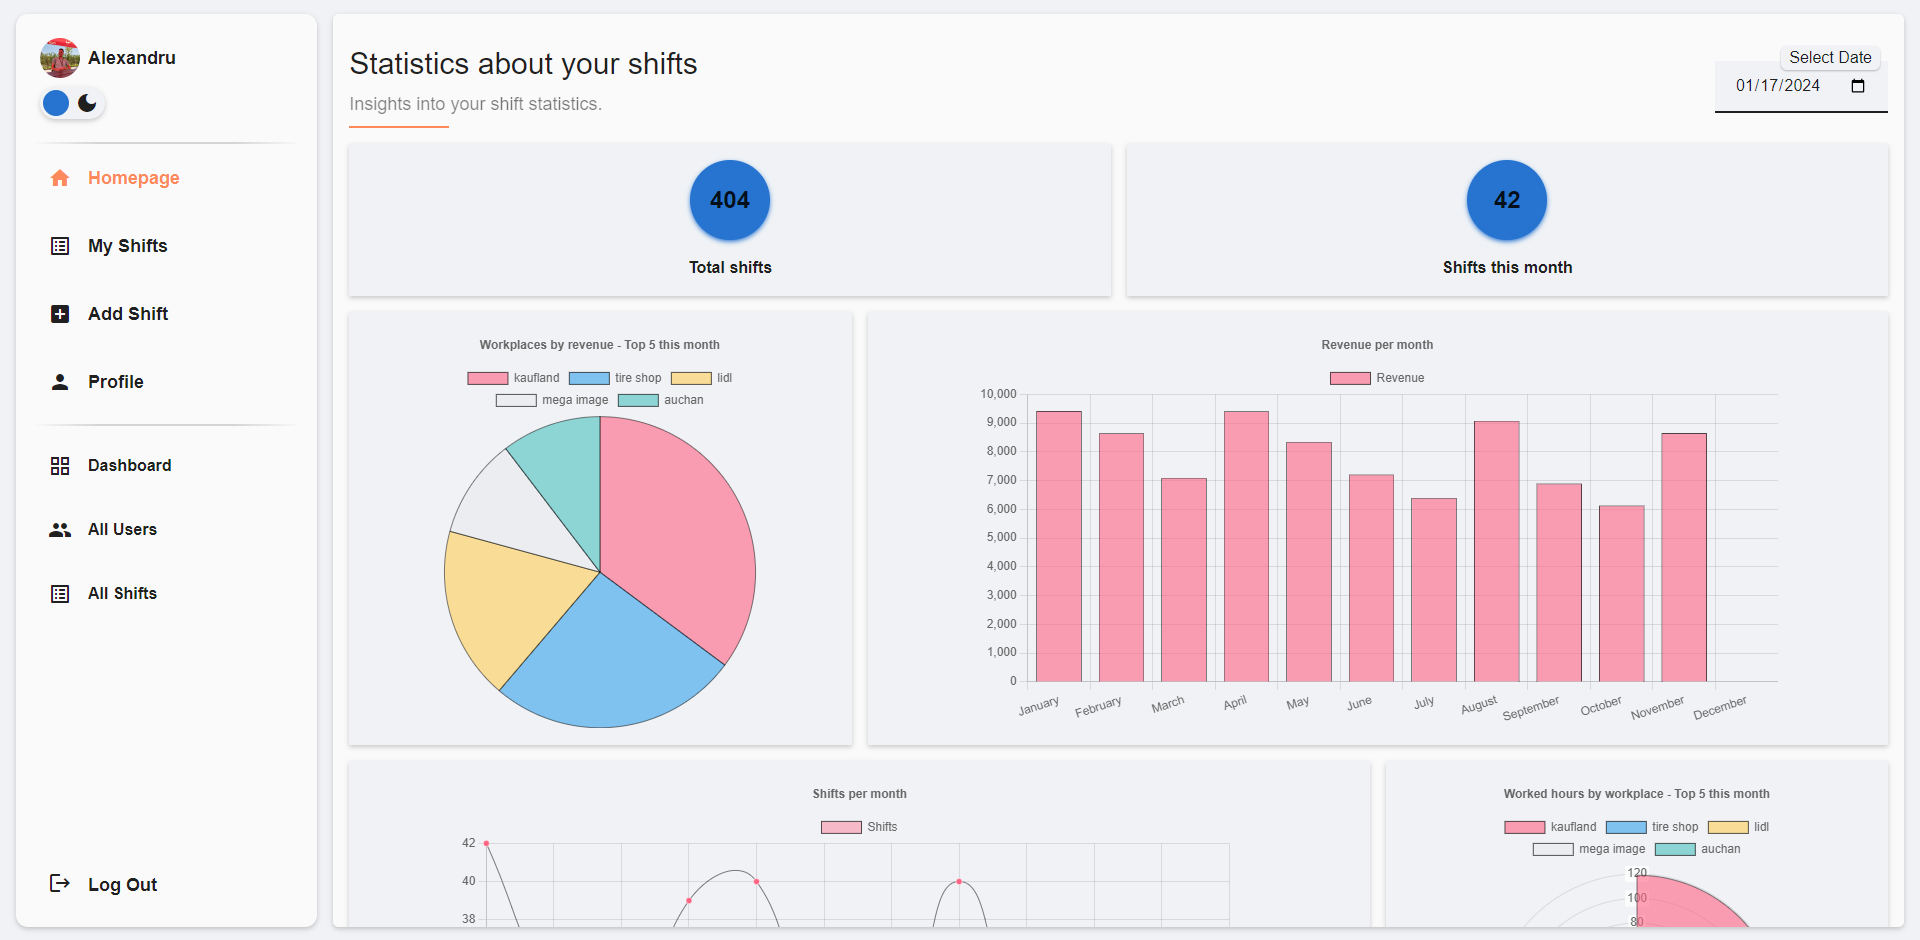 Alexandru
Homepage
My Shifts
Add Shift
Profile
Dashboard
All Users
All Shifts
Log Out
Statistics about your shifts
Insights into your shift statistics.
Select Date
01/17/2024
404
Total shifts
42
Shifts this month
Workplaces by revenue - Top 5 this month
kaufland tire shop lidl
mega image auchan
Revenue per month
Revenue
10,000
9,000
8,000
7,000
6,000
5,000
4,000
3,000
2,000
1,000
0
January February March April May June July August September October November December
Shifts per month
Shifts
42
40
38
Worked hours by workplace - Top 5 this month
kaufland tire shop lidl
mega image auchan
120
100
80